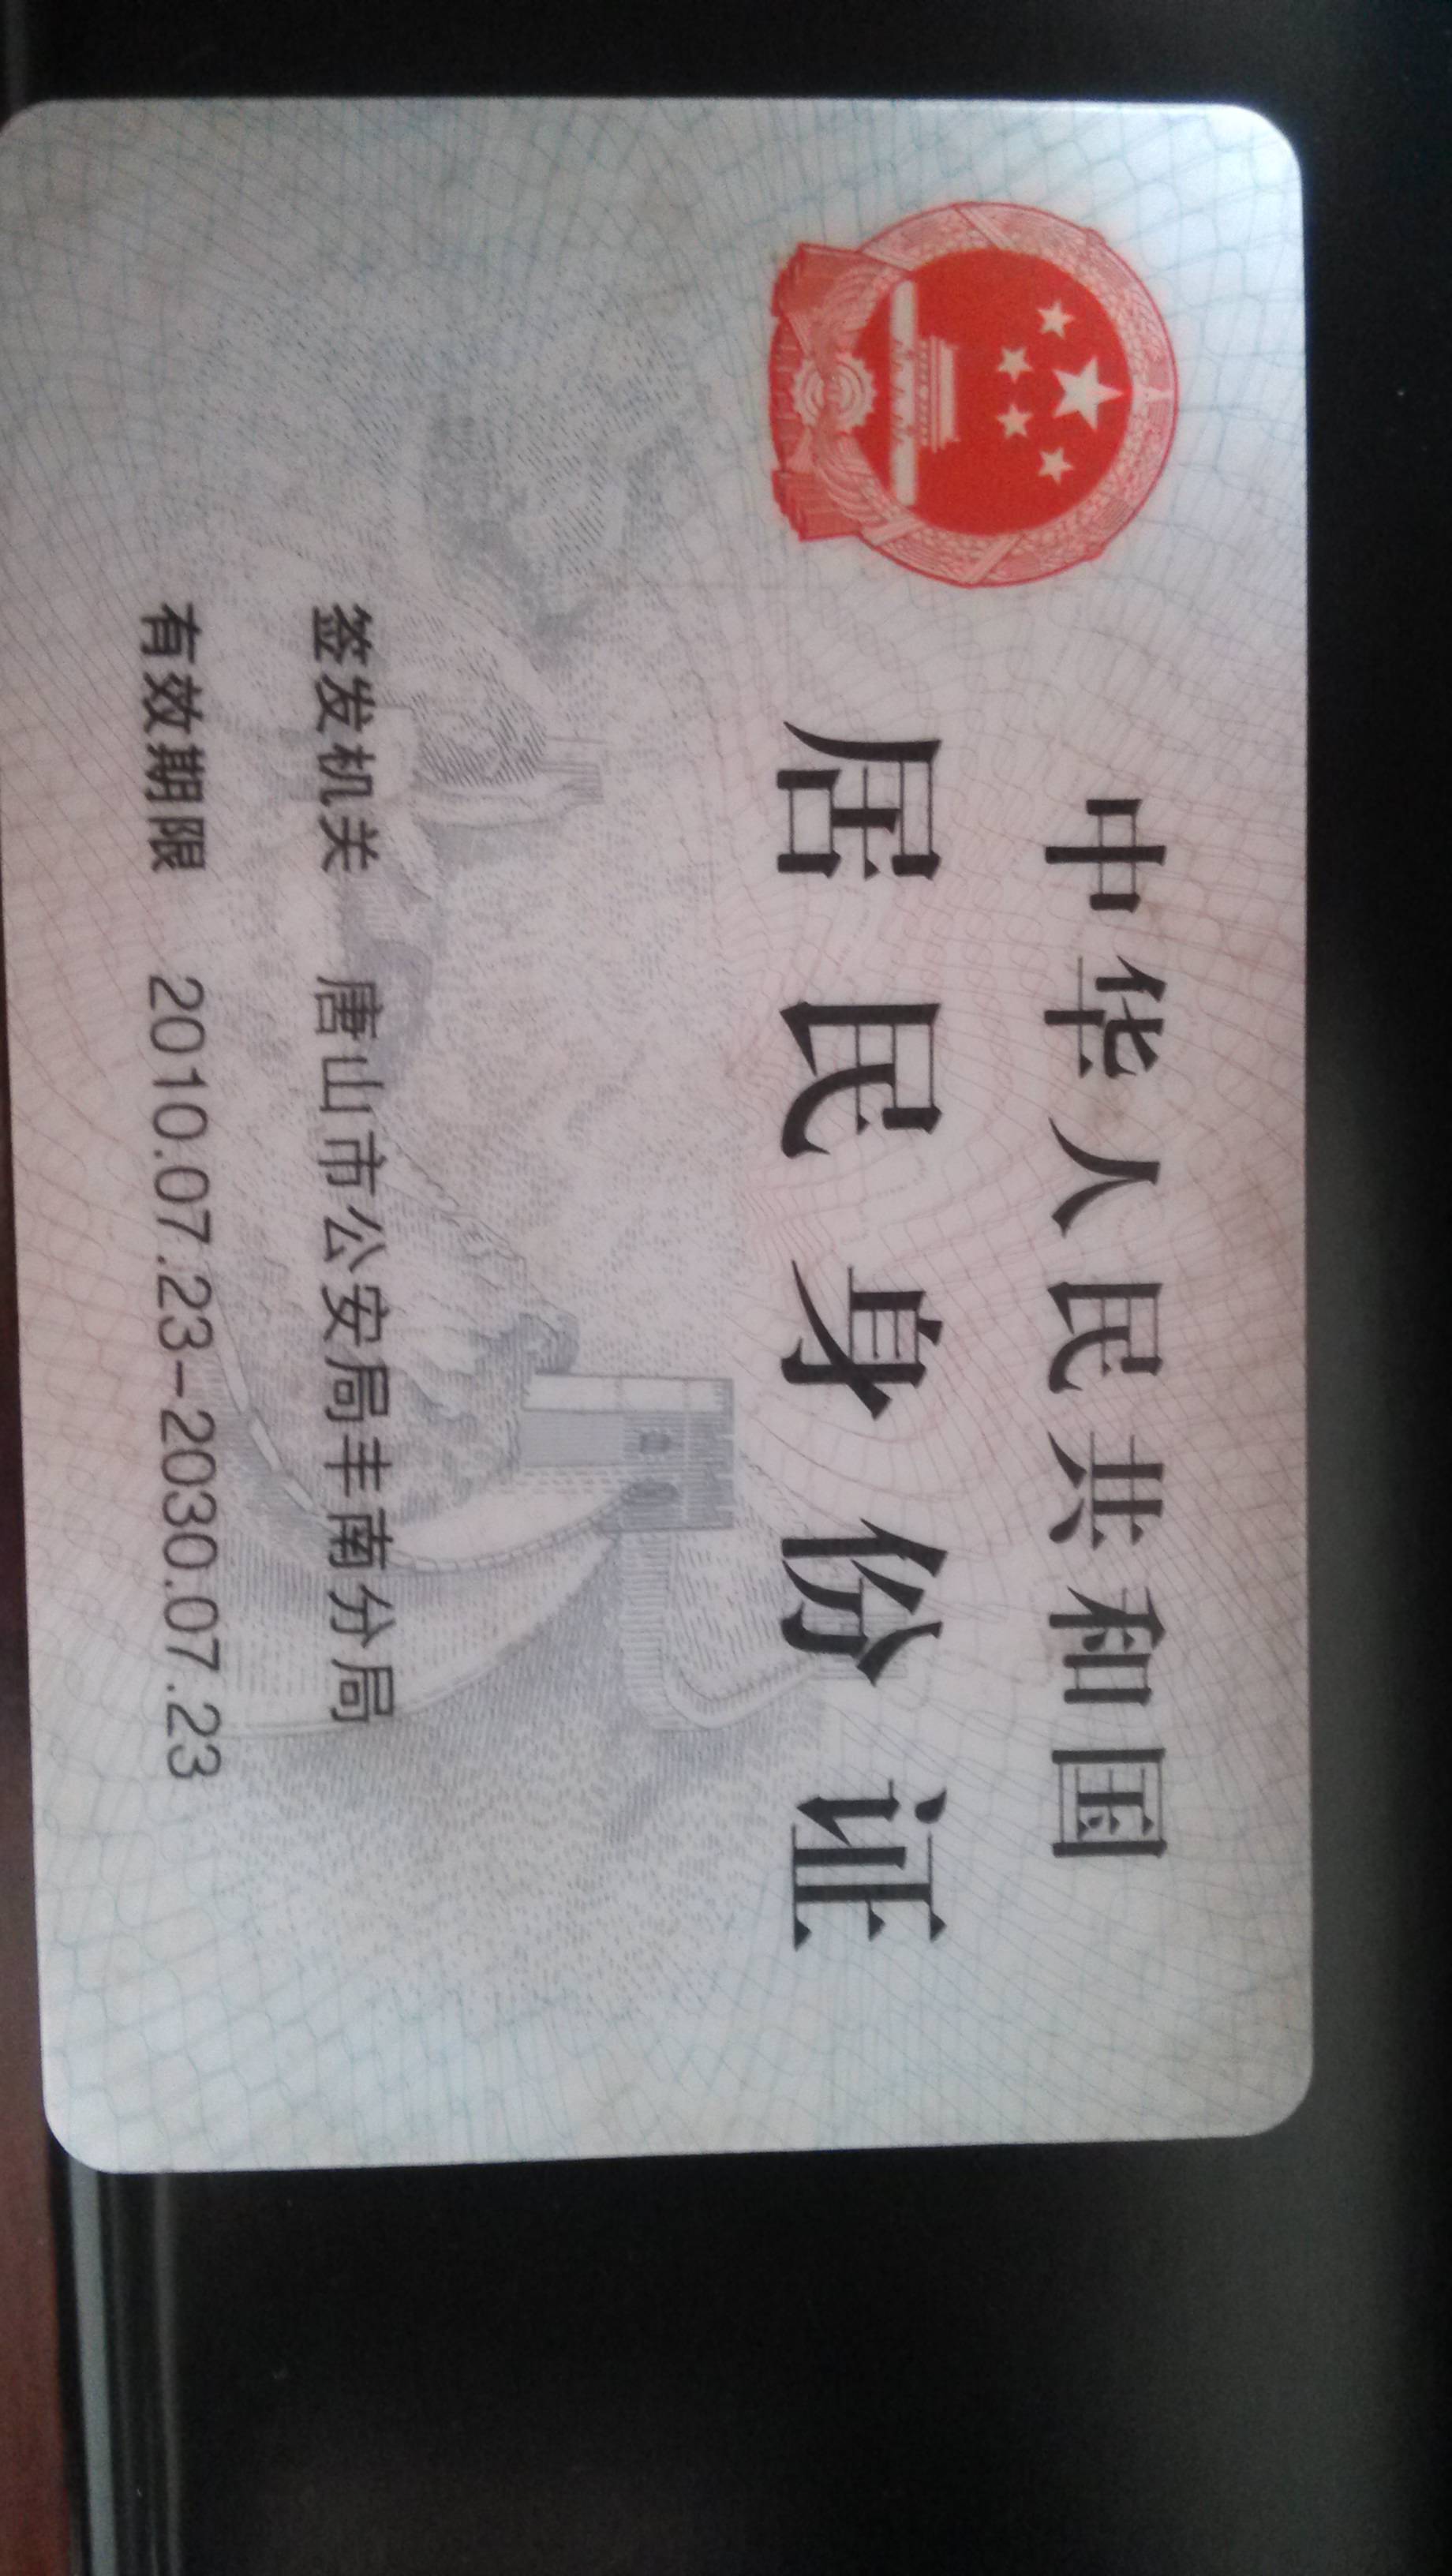 中华人民共和国
居民身份证
签发机关 唐山市公安局丰南分局
有效期限 2010.07.23-2030.07.23